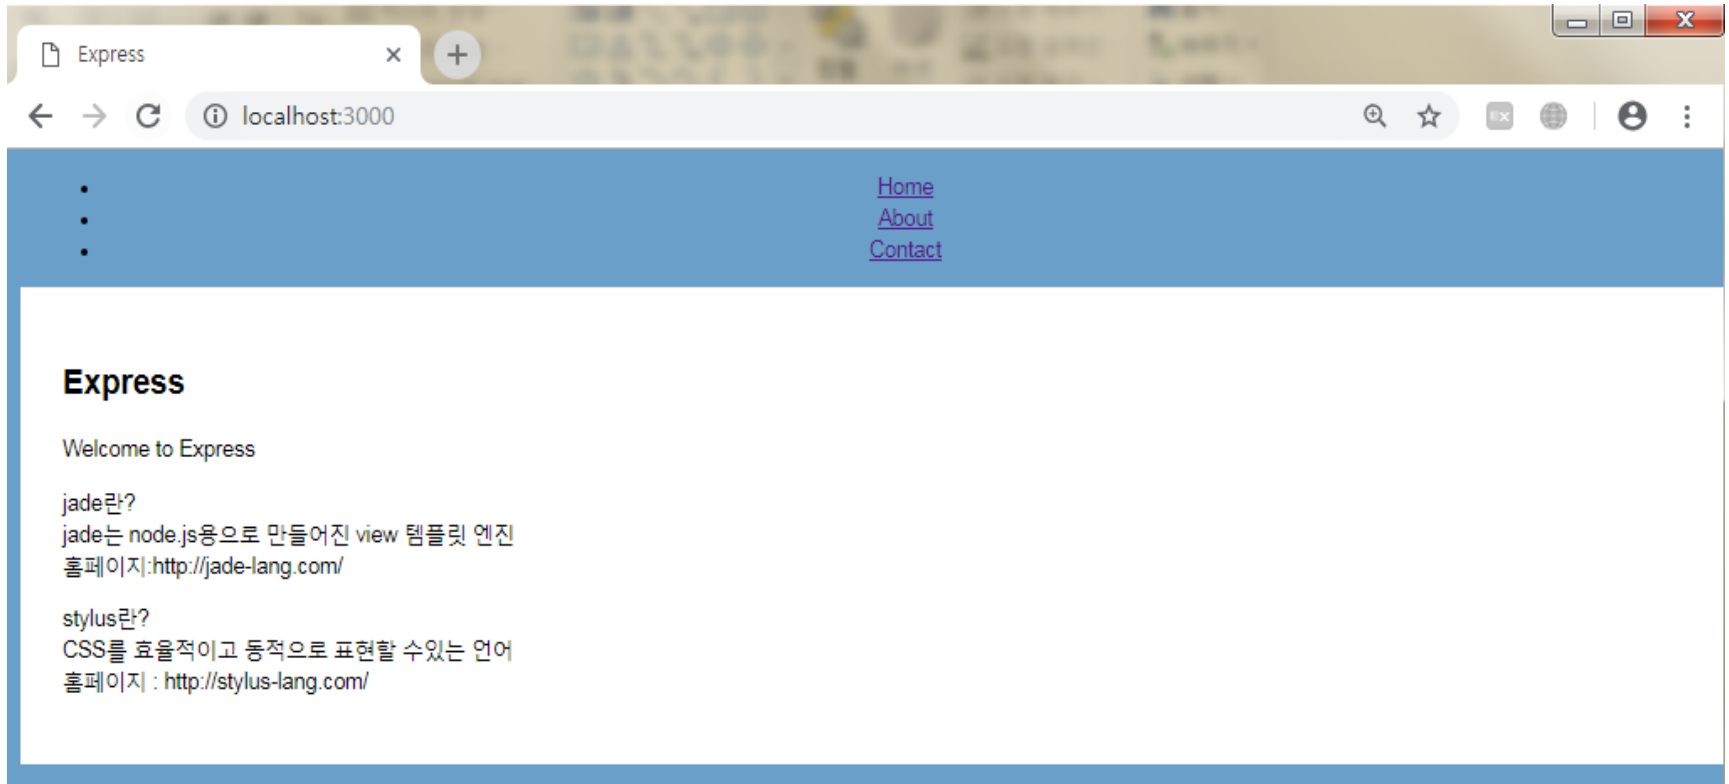 Express
localhost:3000
Home
About
Contact
Express
Welcome to Express
jade란?
jade는 node.js용으로 만들어진 view 템플릿 엔진
홈페이지:http://jade-lang.com/
stylus란?
CSS를 효율적이고 동적으로 표현할 수있는 언어
홈페이지 : http://stylus-lang.com/